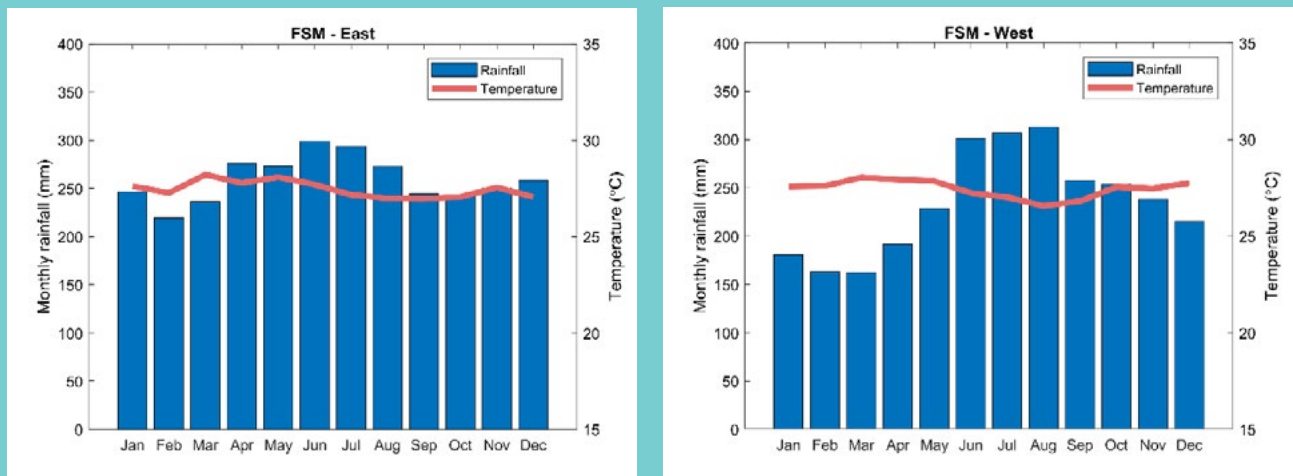 FSM - East
400
350
300
250
200
150
100
50
0
Monthly rainfall (mm)
35
30
25
20
15
Temperature (°C)
Rainfall
Temperature
Jan Feb Mar Apr May Jun Jul Aug Sep Oct Nov Dec
FSM - West
400
350
300
250
200
150
100
50
0
Monthly rainfall (mm)
35
30
25
20
15
Temperature (°C)
Rainfall
Temperature
Jan Feb Mar Apr May Jun Jul Aug Sep Oct Nov Dec